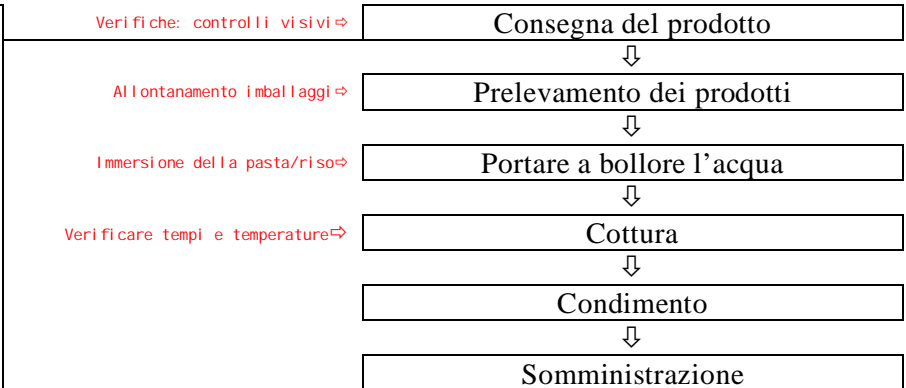 Verifiche: controlli visivi⇨ Consegna del prodotto
⇩
Allontanamento imballaggi⇨ Prelevamento dei prodotti
⇩
Immersione della pasta/riso⇨ Portare a bollore l’acqua
⇩
Verificare tempi e temperature⇨ Cottura
⇩
Condimento
⇩
Somministrazione